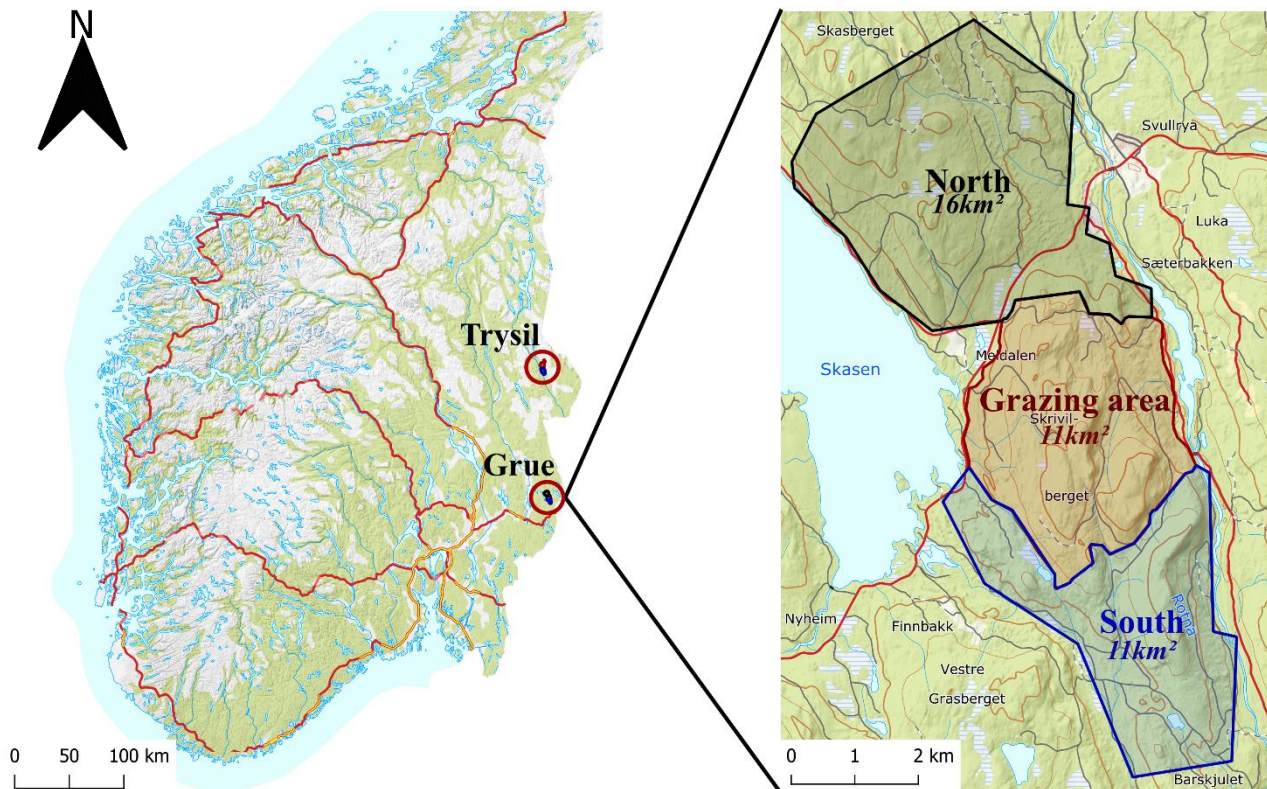 N
Trysil
Grue
0 50 100 km
Skasberget
Svullrya
North
16km²
Luka
Sæterbakken
Meldalen
Skasen
Grazing area
Skrivil-
11km²
berget
Rotna
South
11km²
Nyheim
Finnbakk
Vestre
Grasberget
Barskjulet
0 1 2 km